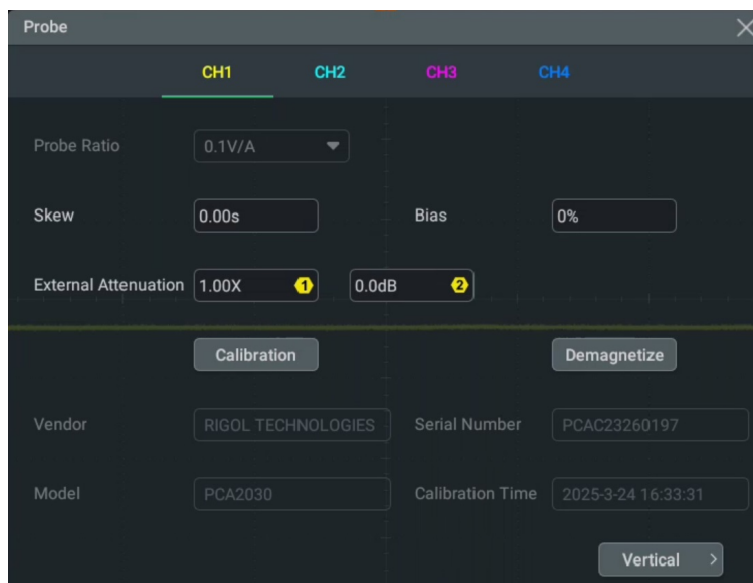 Probe
CH1 CH2 CH3 CH4
Probe Ratio 0.1V/A
Skew 0.00s Bias 0%
External Attenuation 1.00X 1 0.0dB 2
Calibration Demagnetize
Vendor RIGOL TECHNOLOGIES Serial Number PCAC23260197
Model PCA2030 Calibration Time 2025-3-24 16:33:31
Vertical >